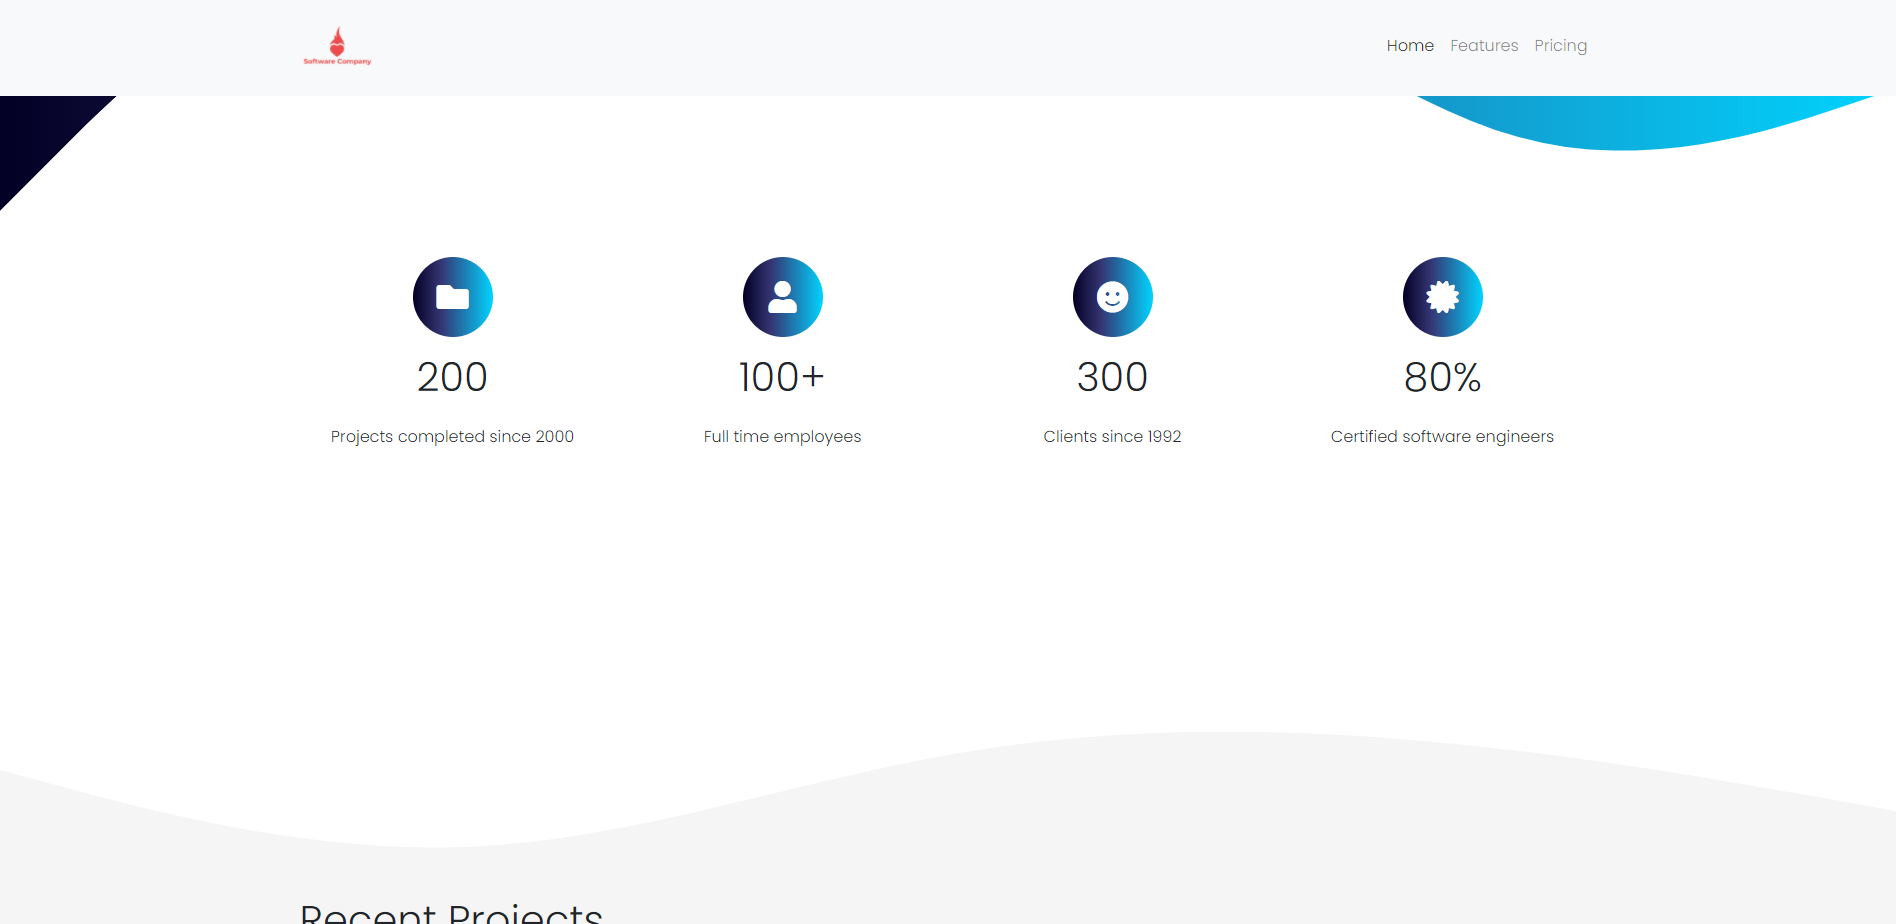 Software Company
Home Features Pricing
200
100+
300
80%
Projects completed since 2000
Full time employees
Clients since 1992
Certified software engineers
Recent Projects